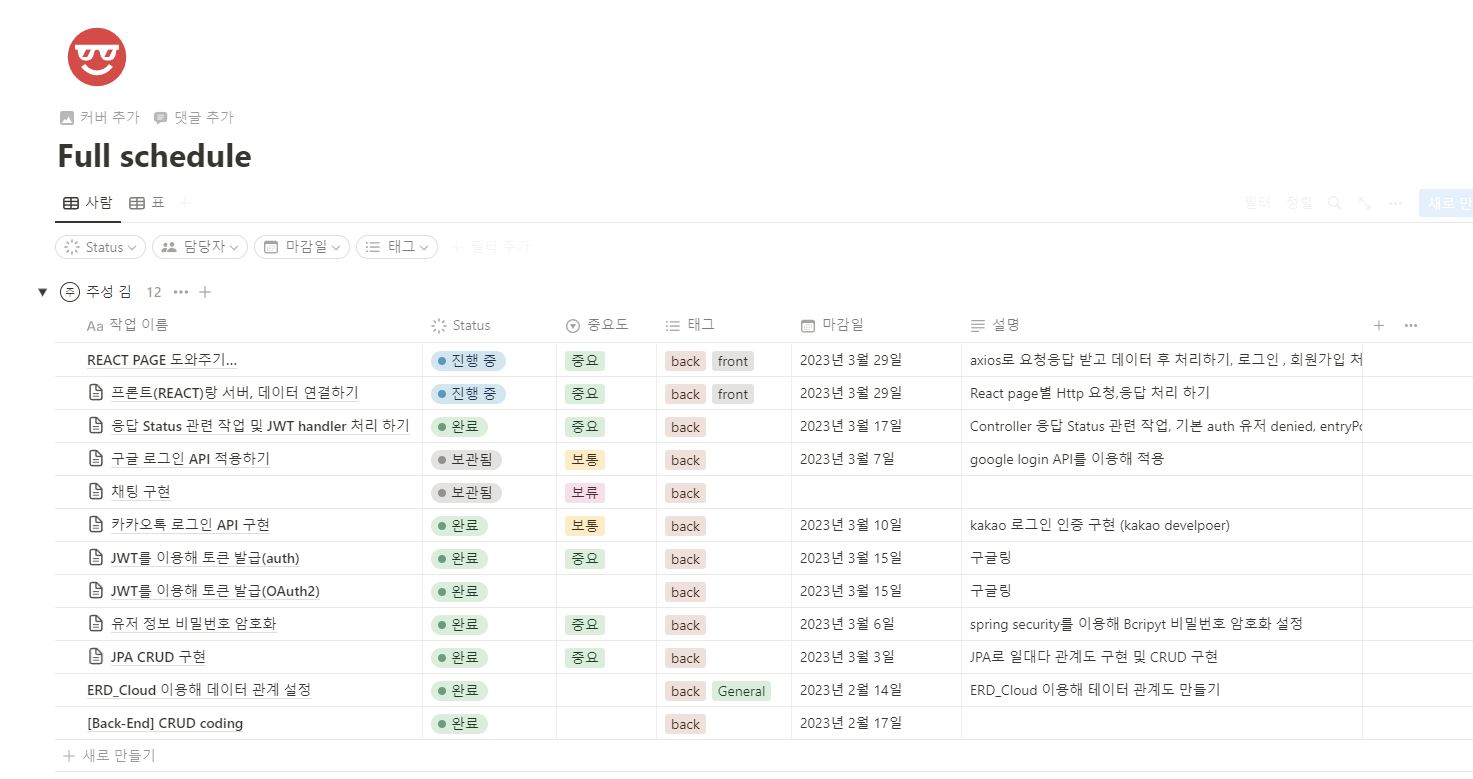 커버 추가 댓글 추가
Full schedule
사람 표
필터 정렬 새로 만
Status 담당자 마감일 태그 필터 추가
주 주성 김 12
Aa 작업 이름 Status 중요도 태그 마감일 설명
REACT PAGE 도와주기... 진행 중 중요 back front 2023년 3월 29일 axios로 요청응답 받고 데이터 후 처리하기, 로그인 , 회원가입 처
프론트(REACT)랑 서버, 데이터 연결하기 진행 중 중요 back front 2023년 3월 29일 React page별 Http 요청,응답 처리 하기
응답 Status 관련 작업 및 JWT handler 처리 하기 완료 중요 back 2023년 3월 17일 Controller 응답 Status 관련 작업, 기본 auth 유저 denied, entryPo
구글 로그인 API 적용하기 보관됨 보통 back 2023년 3월 7일 google login API를 이용해 적용
채팅 구현 보관됨 보류 back
카카오톡 로그인 API 구현 완료 보통 back 2023년 3월 10일 kakao 로그인 인증 구현 (kakao develpoer)
JWT를 이용해 토큰 발급(auth) 완료 중요 back 2023년 3월 15일 구글링
JWT를 이용해 토큰 발급(OAuth2) 완료 back 2023년 3월 15일 구글링
유저 정보 비밀번호 암호화 완료 중요 back 2023년 3월 6일 spring security를 이용해 Bcripyt 비밀번호 암호화 설정
JPA CRUD 구현 완료 중요 back 2023년 3월 3일 JPA로 일대다 관계도 구현 및 CRUD 구현
ERD_Cloud 이용해 데이터 관계 설정 완료 back General 2023년 2월 14일 ERD_Cloud 이용해 테이터 관계도 만들기
[Back-End] CRUD coding 완료 back 2023년 2월 17일
새로 만들기